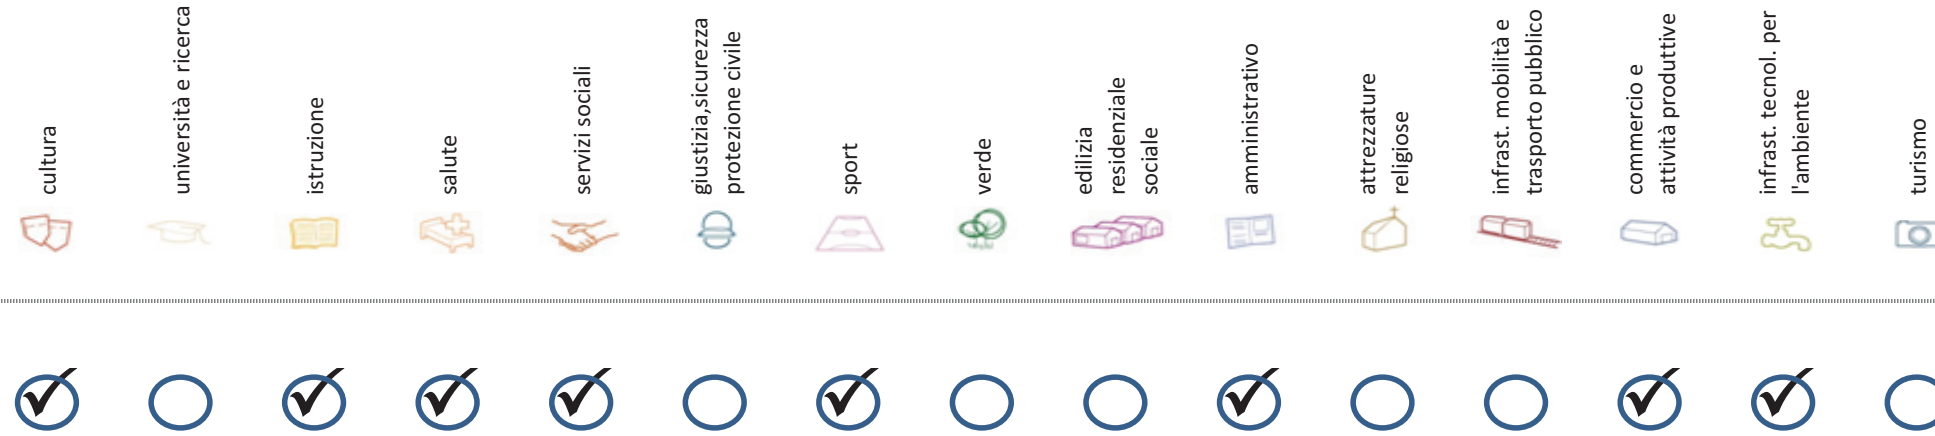 cultura
università e ricerca
istruzione
salute
servizi sociali
giustizia,sicurezza
protezione civile
sport
verde
edilizia
residenziale
sociale
amministrativo
attrezzature
religiose
infrast. mobilità e
trasporto pubblico
commercio e
attività produttive
infrast. tecnol. per
l'ambiente
turismo